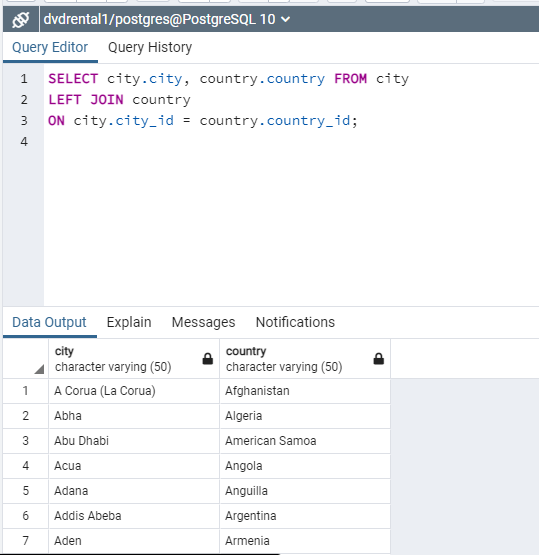 dvdrental1/postgres@PostgreSQL 10
Query Editor Query History
1 SELECT city.city, country.country FROM city
2 LEFT JOIN country
3 ON city.city_id = country.country_id;
4
Data Output Explain Messages Notifications
city country
character varying (50) character varying (50)
1 A Corua (La Corua) Afghanistan
2 Abha Algeria
3 Abu Dhabi American Samoa
4 Acua Angola
5 Adana Anguilla
6 Addis Abeba Argentina
7 Aden Armenia